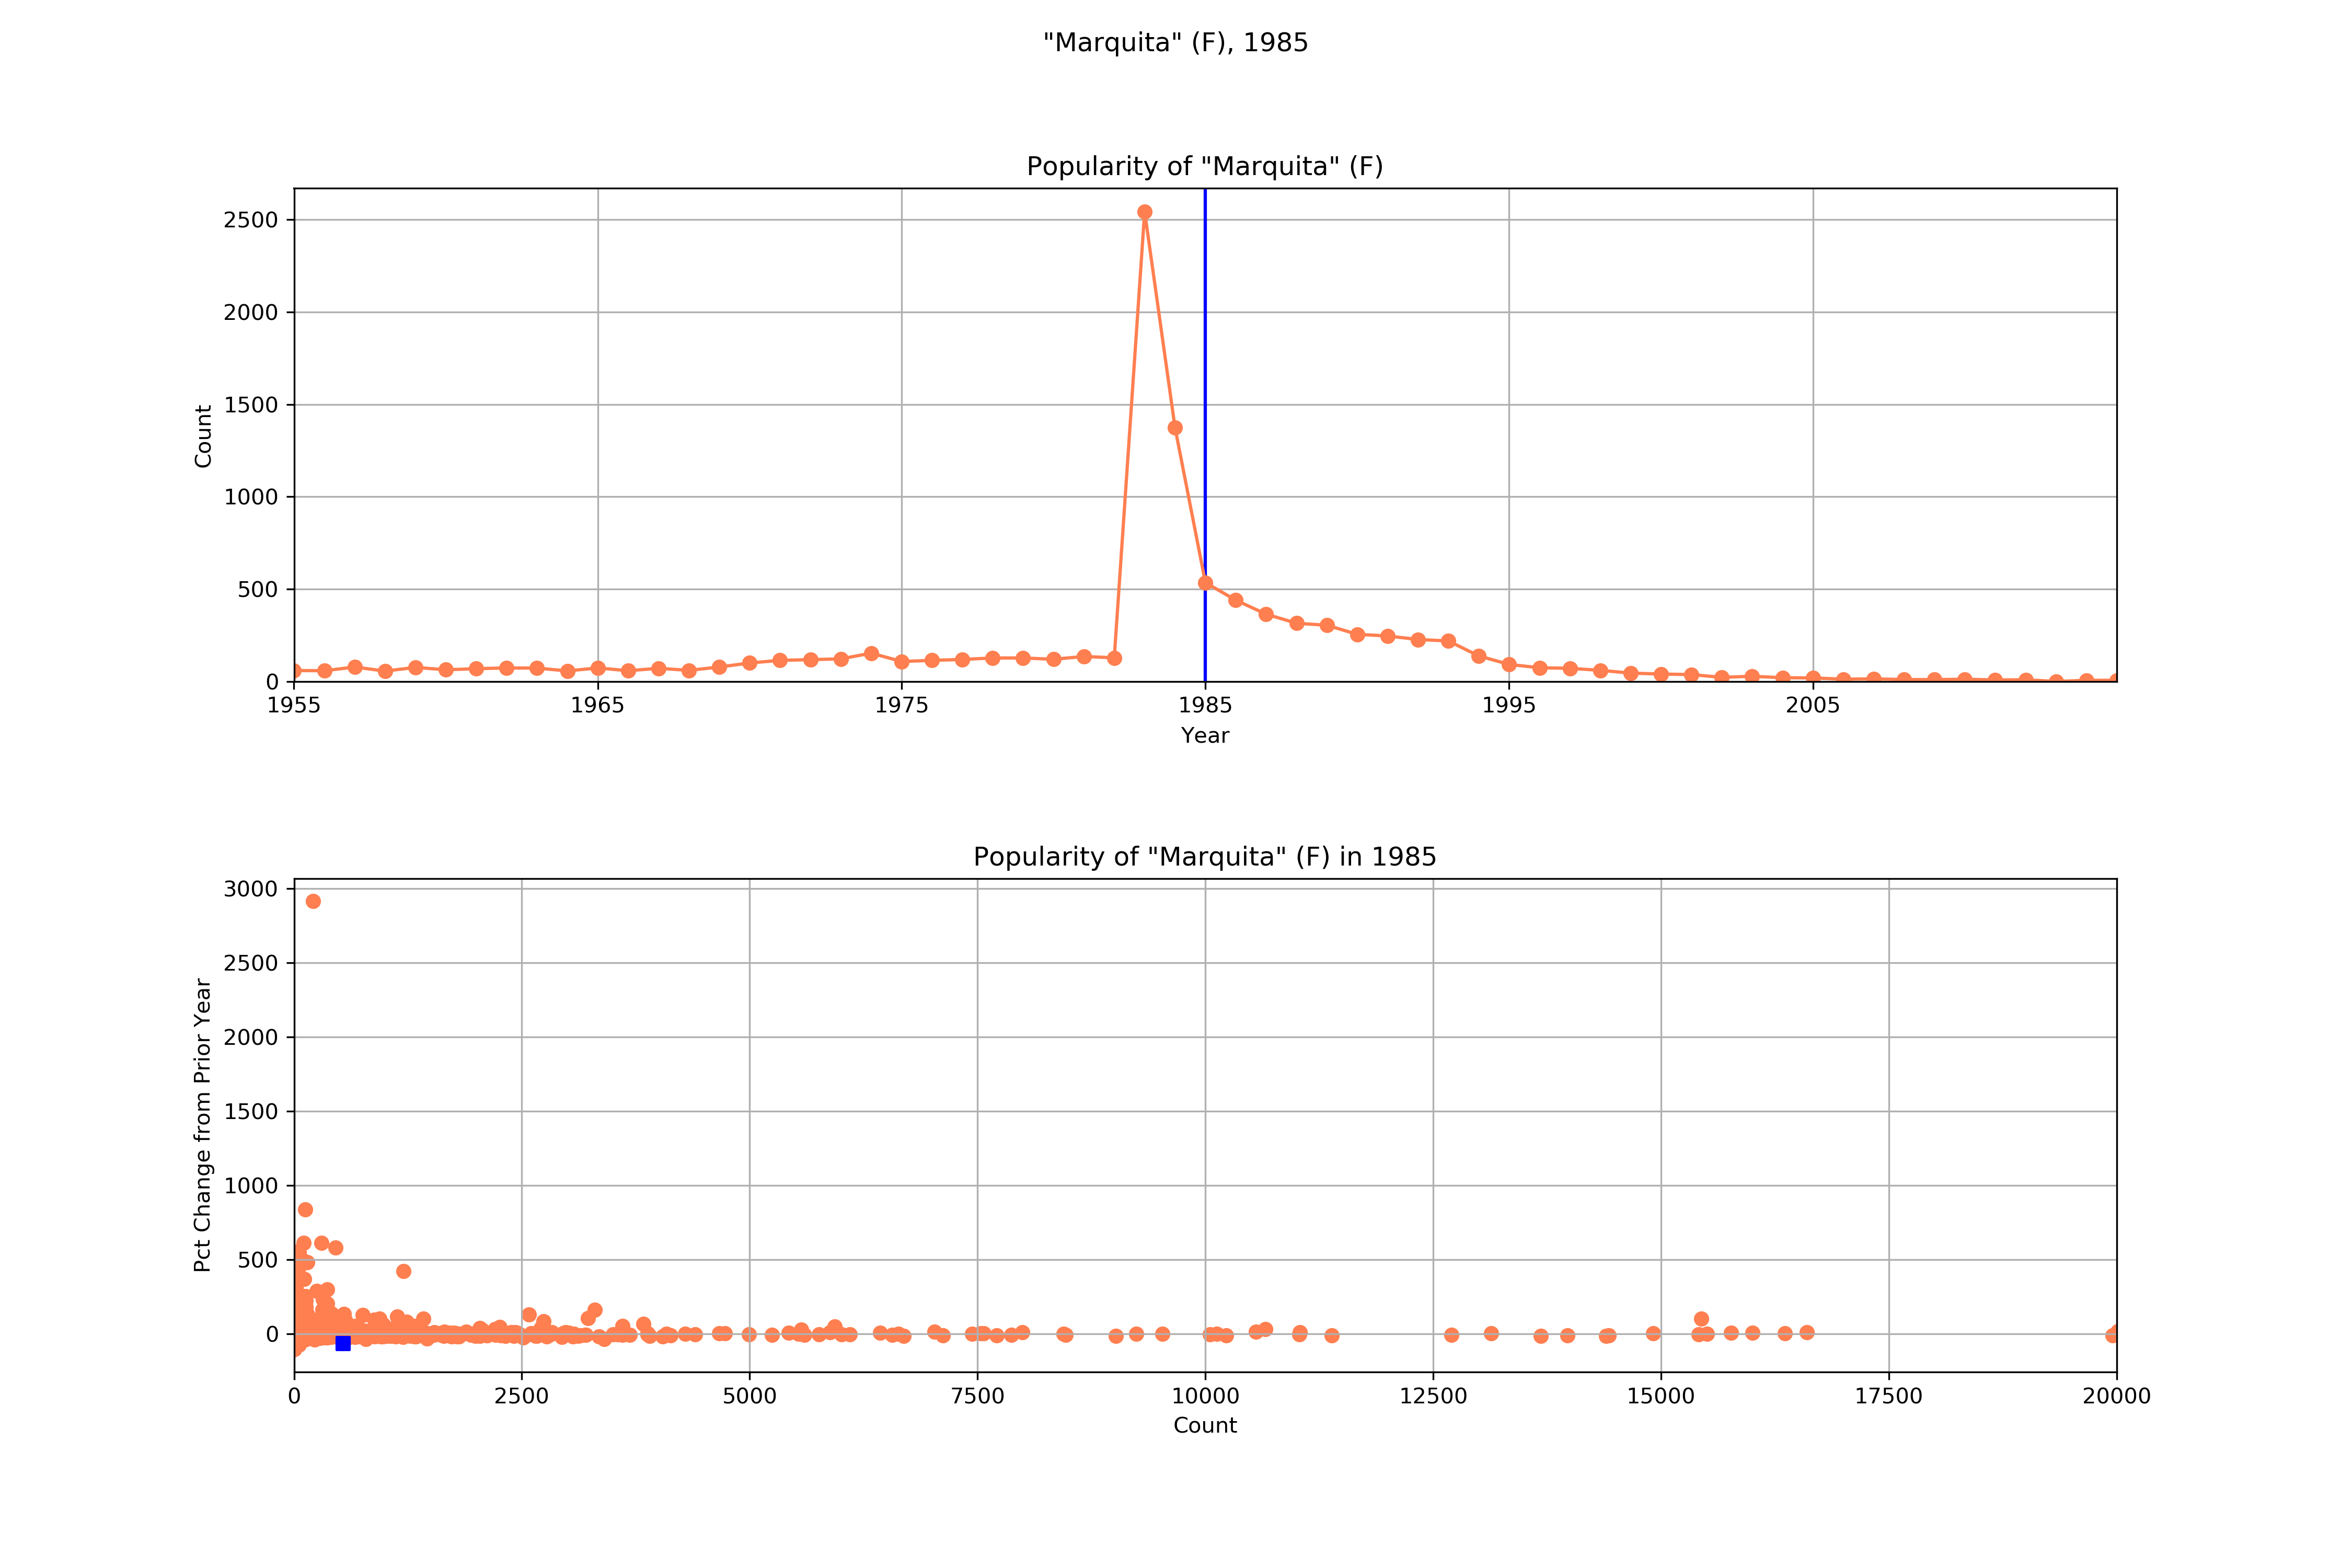 "Marquita" (F), 1985
Popularity of "Marquita" (F)
2500
2000
1500
1000
500
0
Count
1955 1965 1975 1985 1995 2005
Year
Popularity of "Marquita" (F) in 1985
3000
2500
2000
1500
1000
500
0
Pct Change from Prior Year
0 2500 5000 7500 10000 12500 15000 17500 20000
Count